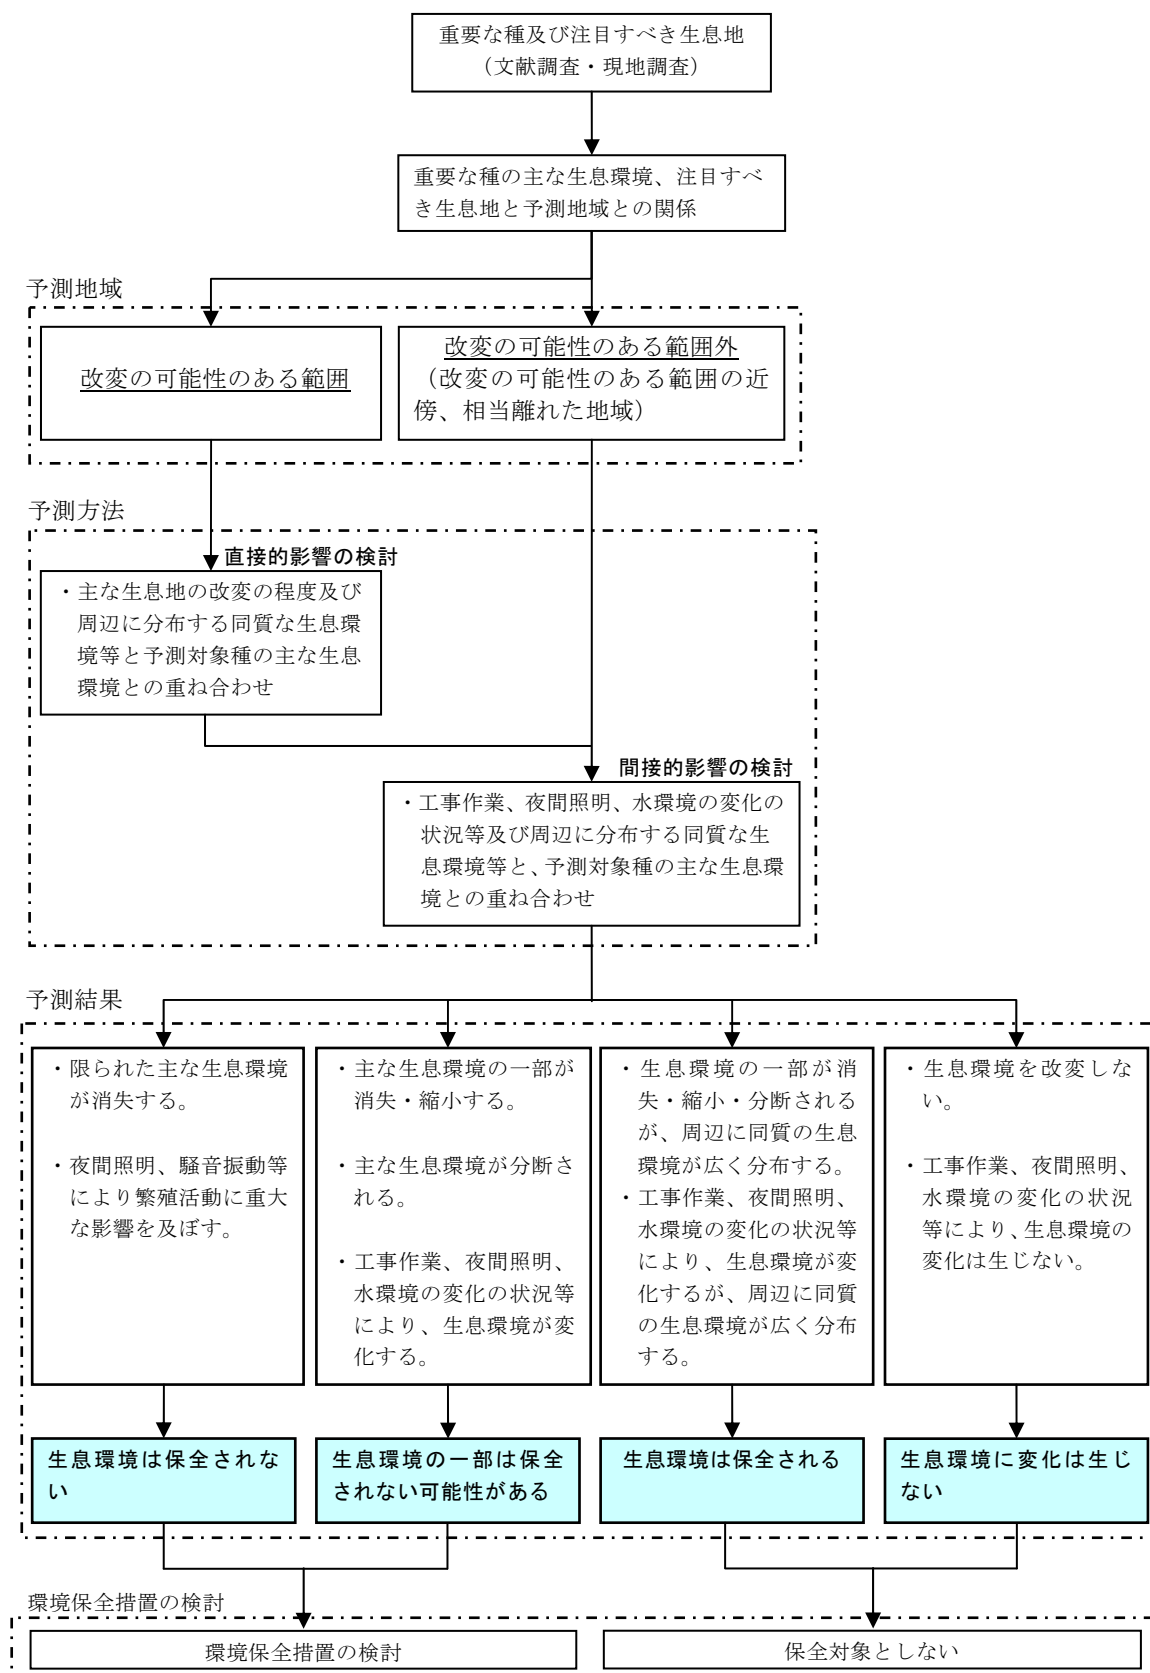 重要な種及び注目すべき生息地
（文献調査・現地調査）
重要な種の主な生息環境、注目すべ
き生息地と予測地域との関係
予測地域
改変の可能性のある範囲
改変の可能性のある範囲外
（改変の可能性のある範囲の近
傍、相当離れた地域）
予測方法
直接的影響の検討
・主な生息地の改変の程度及び
周辺に分布する同質な生息環
境等と予測対象種の主な生息
環境との重ね合わせ
間接的影響の検討
・工事作業、夜間照明、水環境の変化の
状況等及び周辺に分布する同質な生
息環境等と、予測対象種の主な生息環
境との重ね合わせ
予測結果
・限られた主な生息環境
が消失する。
・夜間照明、騒音振動等
により繁殖活動に重大
な影響を及ぼす。
・主な生息環境の一部が
消失・縮小する。
・主な生息環境が分断さ
れる。
・工事作業、夜間照明、
水環境の変化の状況等
により、生息環境が変
化する。
・生息環境の一部が消
失・縮小・分断される
が、周辺に同質の生息
環境が広く分布する。
・工事作業、夜間照明、
水環境の変化の状況等
により、生息環境が変
化するが、周辺に同質
の生息環境が広く分布
する。
・生息環境を改変しな
い。
・工事作業、夜間照明、
水環境の変化の状況
等により、生息環境の
変化は生じない。
生息環境は保全されな
い
生息環境の一部は保全
されない可能性がある
生息環境は保全される
生息環境に変化は生じ
ない
環境保全措置の検討
環境保全措置の検討
保全対象としない